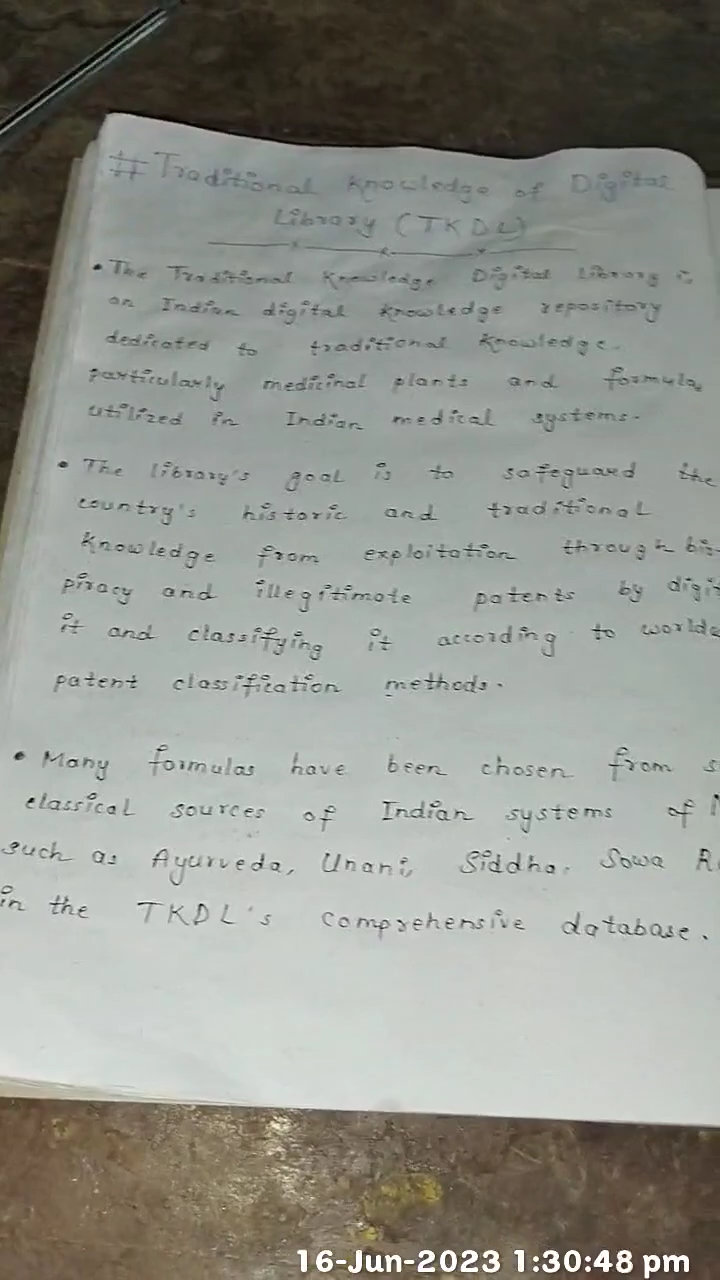 # Traditional Knowledge of Digital
Library (TKDL)
• The Traditional Knowledge Digital Library is
an Indian digital knowledge repository
dedicated to traditional knowledge.
particularly medicinal plants and formulas
utilized in Indian medical systems.
• The library's goal is to safeguard the
country's historic and traditional
knowledge from exploitation through bio-
piracy and illegitimate patents by
it and classifying it according to
patent classification methods.
• Many formulas have been chosen from
classical sources of Indian systems of
such as Ayurveda, Unani, Siddha, Sowa
in the TKDL's comprehensive database.
16-Jun-2023 1:30:48 pm